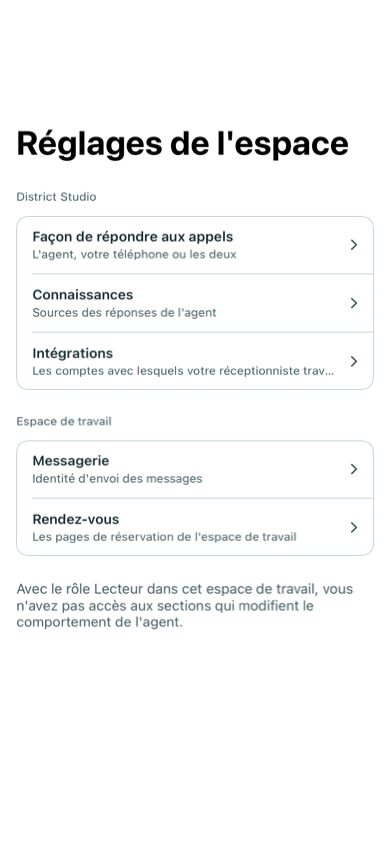 Réglages de l'espace
District Studio
Façon de répondre aux appels
L'agent, votre téléphone ou les deux
Connaissances
Sources des réponses de l'agent
Intégrations
Les comptes avec lesquels votre réceptionniste trav...
Espace de travail
Messagerie
Identité d'envoi des messages
Rendez-vous
Les pages de réservation de l'espace de travail
Avec le rôle Lecteur dans cet espace de travail, vous
n'avez pas accès aux sections qui modifient le
comportement de l'agent.